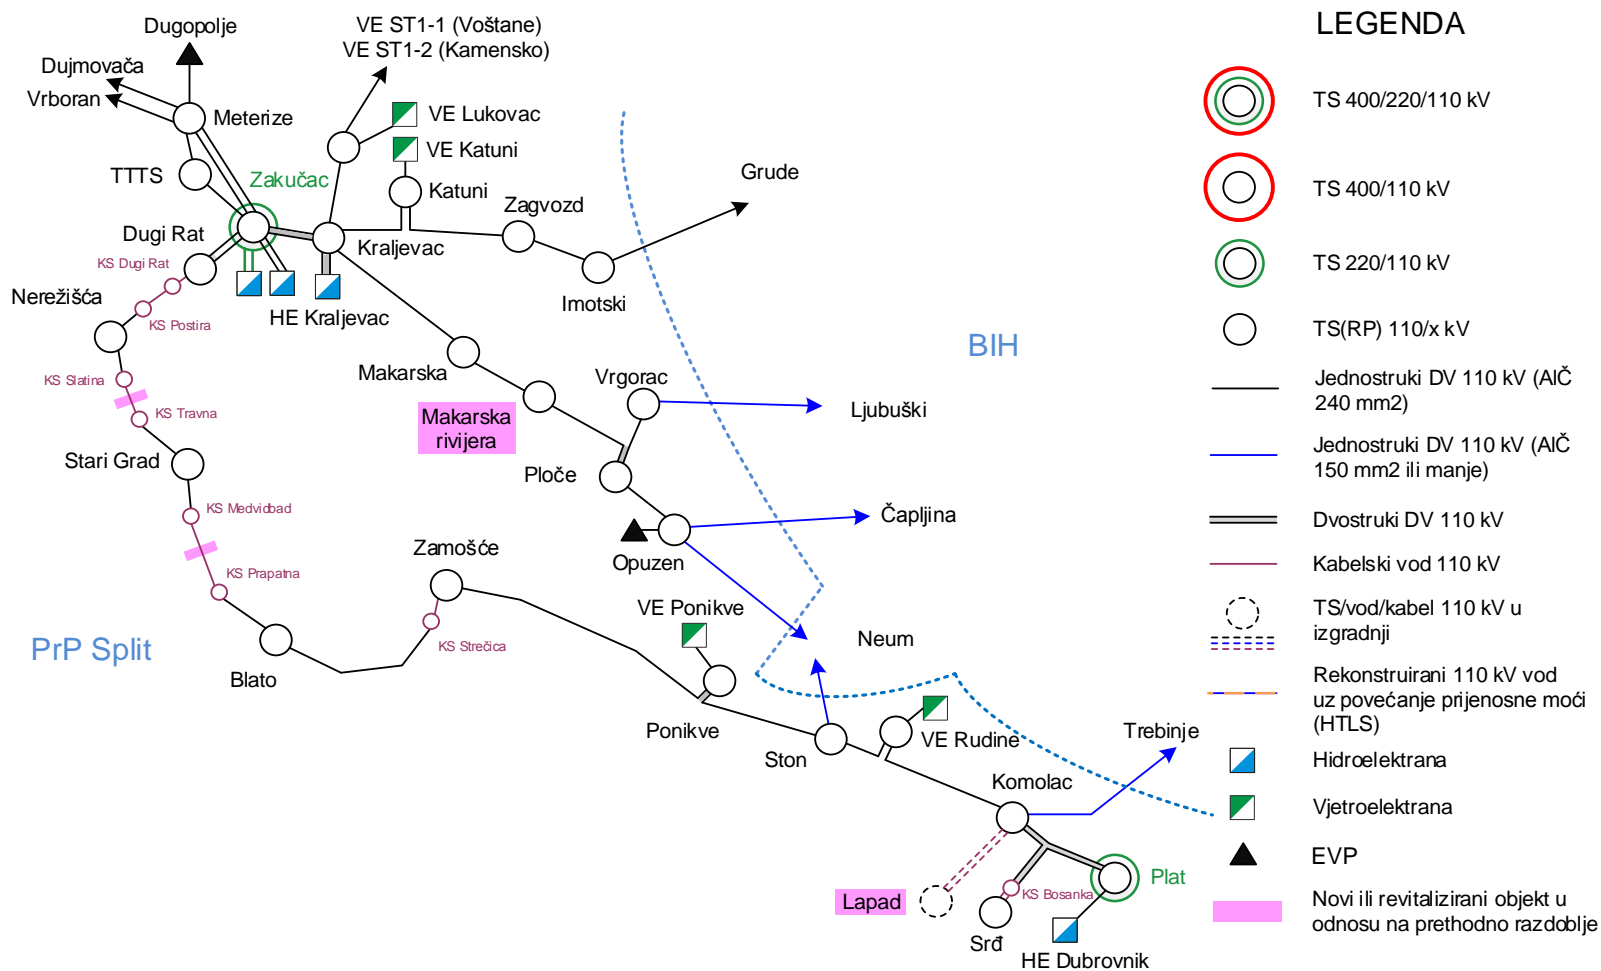 Dugopolje
VE ST1-1 (Voštane)
VE ST1-2 (Kamensko)
Dujmovača
Vrboran
Meterize
VE Lukovac
VE Katuni
TTTS
Zakučac
Katuni
Grude
Zagvozd
Dugi Rat
Kraljevac
KS Dugi Rat
Nerežišća
Imotski
KS Postira
HE Kraljevac
BIH
KS Slatina
Makarska
Vrgorac
KS Travna
Makarska
rivijera
Ljubuški
Stari Grad
Ploče
KS Medvidbad
Čapljina
Zamošće
Opuzen
KS Prapatna
VE Ponikve
Neum
PrP Split
KS Strečica
Blato
Ponikve
VE Rudine
Trebinje
Ston
Komolac
Plat
KS Bosanka
Lapad
Srđ
HE Dubrovnik
LEGENDA
TS 400/220/110 kV
TS 400/110 kV
TS 220/110 kV
TS(RP) 110/x kV
Jednostruki DV 110 kV (AlČ
240 mm2)
Jednostruki DV 110 kV (AlČ
150 mm2 ili manje)
Dvostruki DV 110 kV
Kabelski vod 110 kV
TS/vod/kabel 110 kV u
izgradnji
Rekonstruirani 110 kV vod
uz povećanje prijenosne moći
(HTLS)
Hidroelektrana
Vjetroelektrana
EVP
Novi ili revitalizirani objekt u
odnosu na prethodno razdoblje